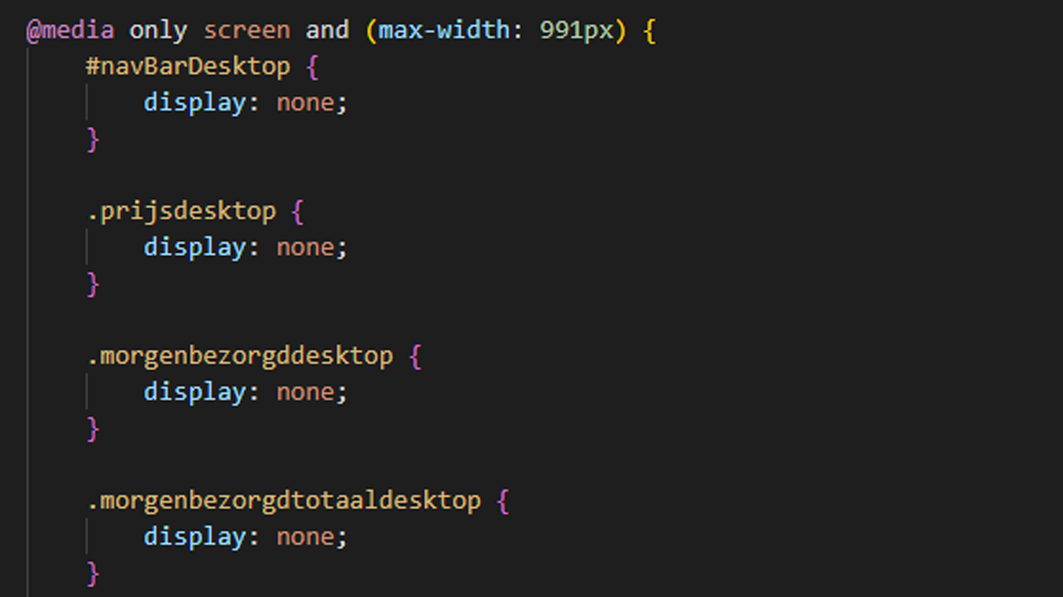 @media only screen and (max-width: 991px) {
    #navBarDesktop {
        display: none;
    }

    .prijsdesktop {
        display: none;
    }

    .morgenbezorgddesktop {
        display: none;
    }

    .morgenbezorgdtotaaldesktop {
        display: none;
    }